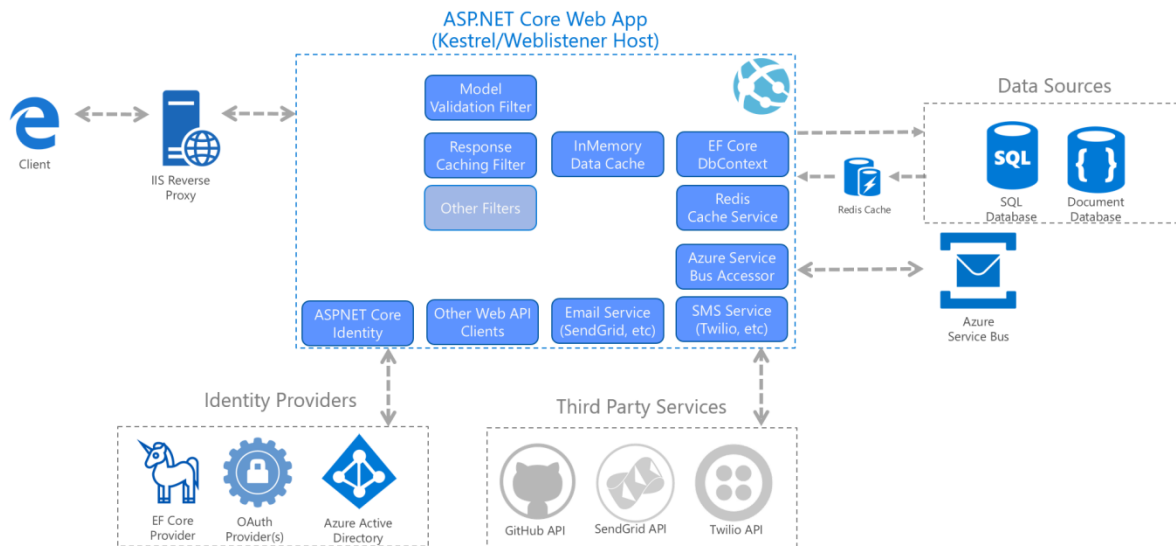 ASP.NET Core Web App
(Kestrel/Weblistener Host)
Client
IIS Reverse
Proxy
Model
Validation Filter
Response
Caching Filter
Other Filters
InMemory
Data Cache
EF Core
DbContext
Redis
Cache Service
Azure Service
Bus Accessor
ASPNET Core
Identity
Other Web API
Clients
Email Service
(SendGrid, etc)
SMS Service
(Twilio, etc)
Data Sources
Redis Cache
SQL
SQL
Database
{ }
Document
Database
Azure
Service Bus
Identity Providers
EF Core
Provider
OAuth
Provider(s)
Azure Active
Directory
Third Party Services
GitHub API
SendGrid API
Twilio API